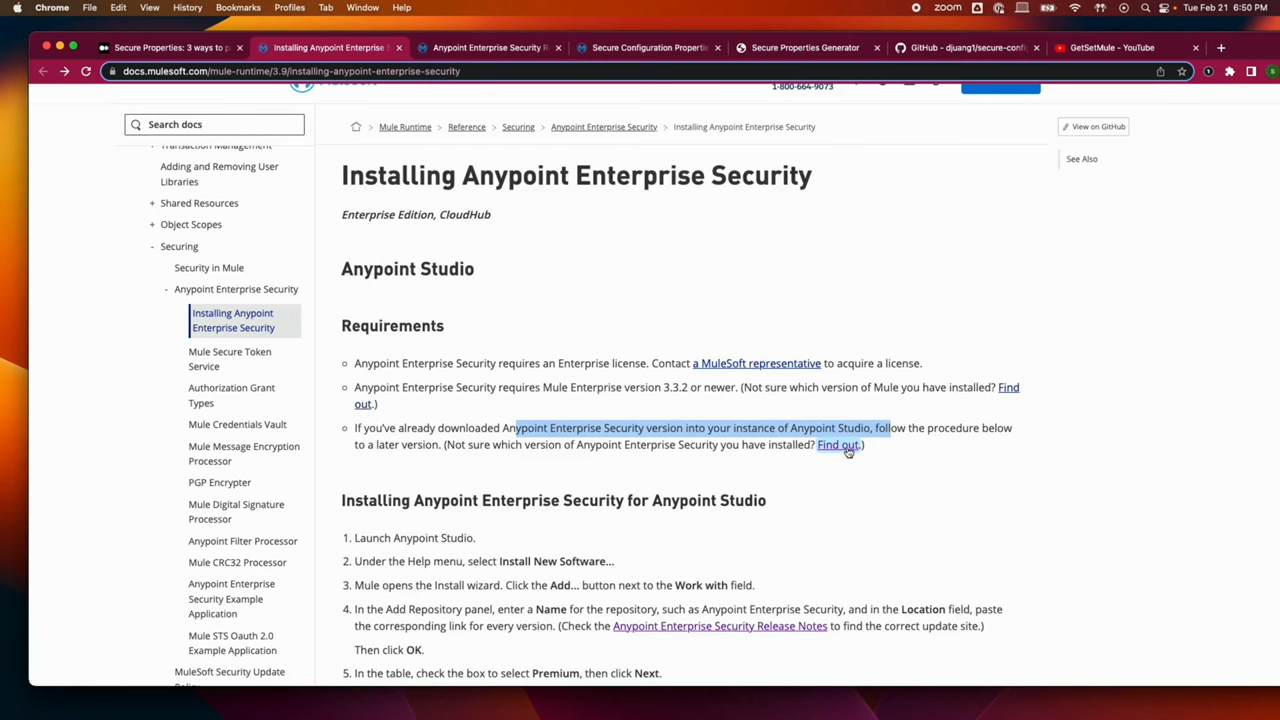 Chrome File Edit View History Bookmarks Profiles Tab Window Help zoom Tue Feb 21 6:50 PM
Secure Properties: 3 ways to p Installing Anypoint Enterprise S Anypoint Enterprise Security R Secure Configuration Propertie Secure Properties Generator GitHub - djuang1/secure-confi GetSetMule - YouTube
docs.mulesoft.com/mule-runtime/3.9/installing-anypoint-enterprise-security
1-800-664-9073
Search docs
Mule Runtime Reference Securing Anypoint Enterprise Security Installing Anypoint Enterprise Security
View on GitHub
See Also
Transaction Management
Adding and Removing User
Libraries
+ Shared Resources
+ Object Scopes
- Securing
Security in Mule
- Anypoint Enterprise Security
Installing Anypoint
Enterprise Security
Mule Secure Token
Service
Authorization Grant
Types
Mule Credentials Vault
Mule Message Encryption
Processor
PGP Encrypter
Mule Digital Signature
Processor
Anypoint Filter Processor
Mule CRC32 Processor
Anypoint Enterprise
Security Example
Application
Mule STS Oauth 2.0
Example Application
MuleSoft Security Update
Policy
Installing Anypoint Enterprise Security
Enterprise Edition, CloudHub
Anypoint Studio
Requirements
Anypoint Enterprise Security requires an Enterprise license. Contact a MuleSoft representative to acquire a license.
Anypoint Enterprise Security requires Mule Enterprise version 3.3.2 or newer. (Not sure which version of Mule you have installed? Find
out.)
If you've already downloaded Anypoint Enterprise Security version into your instance of Anypoint Studio, follow the procedure below
to a later version. (Not sure which version of Anypoint Enterprise Security you have installed? Find out.)
Installing Anypoint Enterprise Security for Anypoint Studio
1. Launch Anypoint Studio.
2. Under the Help menu, select Install New Software...
3. Mule opens the Install wizard. Click the Add... button next to the Work with field.
4. In the Add Repository panel, enter a Name for the repository, such as Anypoint Enterprise Security, and in the Location field, paste
the corresponding link for every version. (Check the Anypoint Enterprise Security Release Notes to find the correct update site.)
Then click OK.
5. In the table, check the box to select Premium, then click Next.